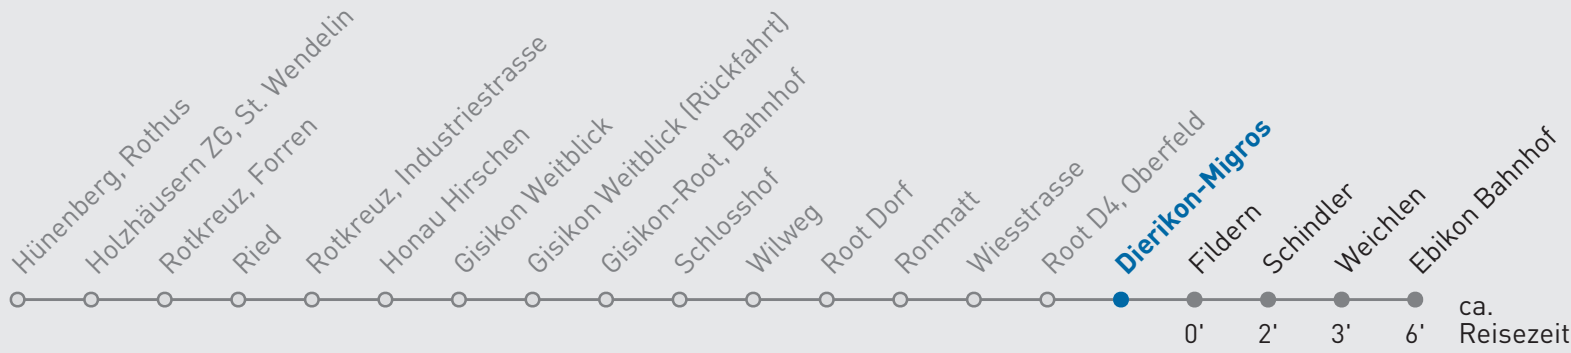 Hünenberg, Rothus
Holzhäusern ZG, St. Wendelin
Rotkreuz, Forren
Ried
Rotkreuz, Industriestrasse
Honau Hirschen
Gisikon Weitblick
Gisikon Weitblick (Rückfahrt)
Gisikon-Root, Bahnhof
Schlosshof
Wilweg
Root Dorf
Ronmatt
Wiesstrasse
Root D4, Oberfeld
Dierikon-Migros
Fildern
Schindler
Weichlen
Ebikon Bahnhof
ca.
0' 2' 3' 6' Reisezeit